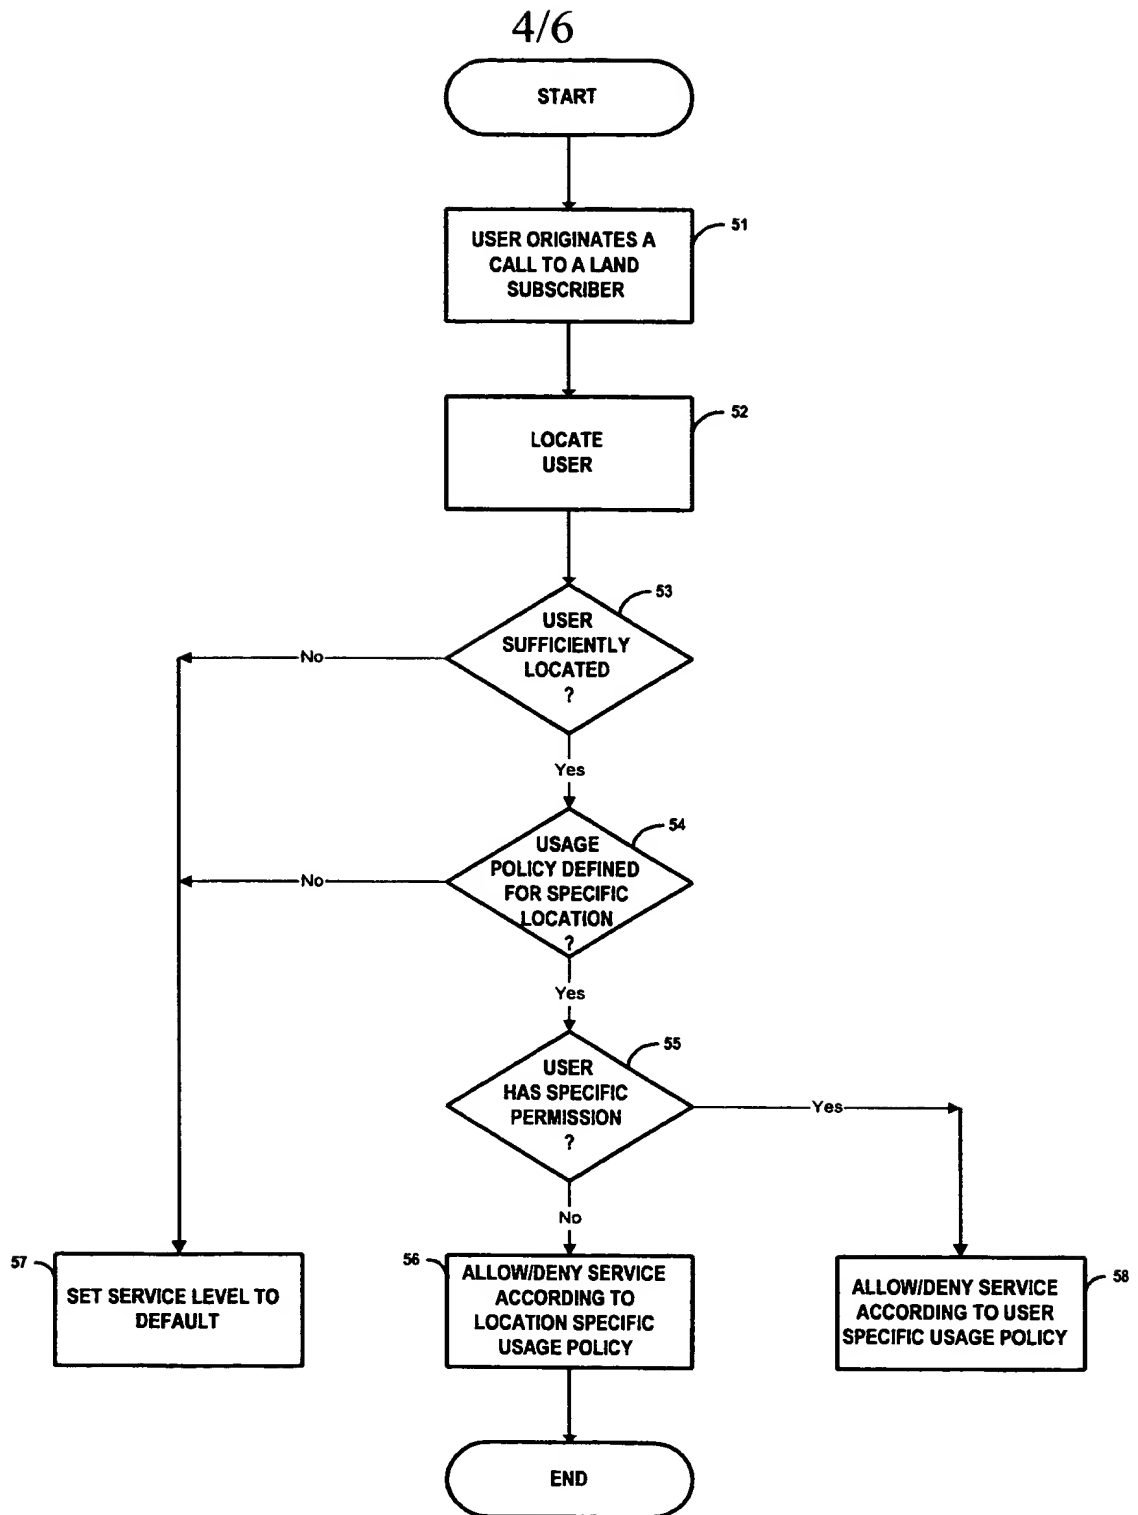 4/6
START
51
USER ORIGINATES A
CALL TO A LAND
SUBSCRIBER
52
LOCATE
USER
53
USER
SUFFICIENTLY
LOCATED
?
No
Yes
54
USAGE
POLICY DEFINED
FOR SPECIFIC
LOCATION
?
No
Yes
55
USER
HAS SPECIFIC
PERMISSION
?
Yes
No
57
SET SERVICE LEVEL TO
DEFAULT
56
ALLOW/DENY SERVICE
ACCORDING TO
LOCATION SPECIFIC
USAGE POLICY
58
ALLOW/DENY SERVICE
ACCORDING TO USER
SPECIFIC USAGE POLICY
END